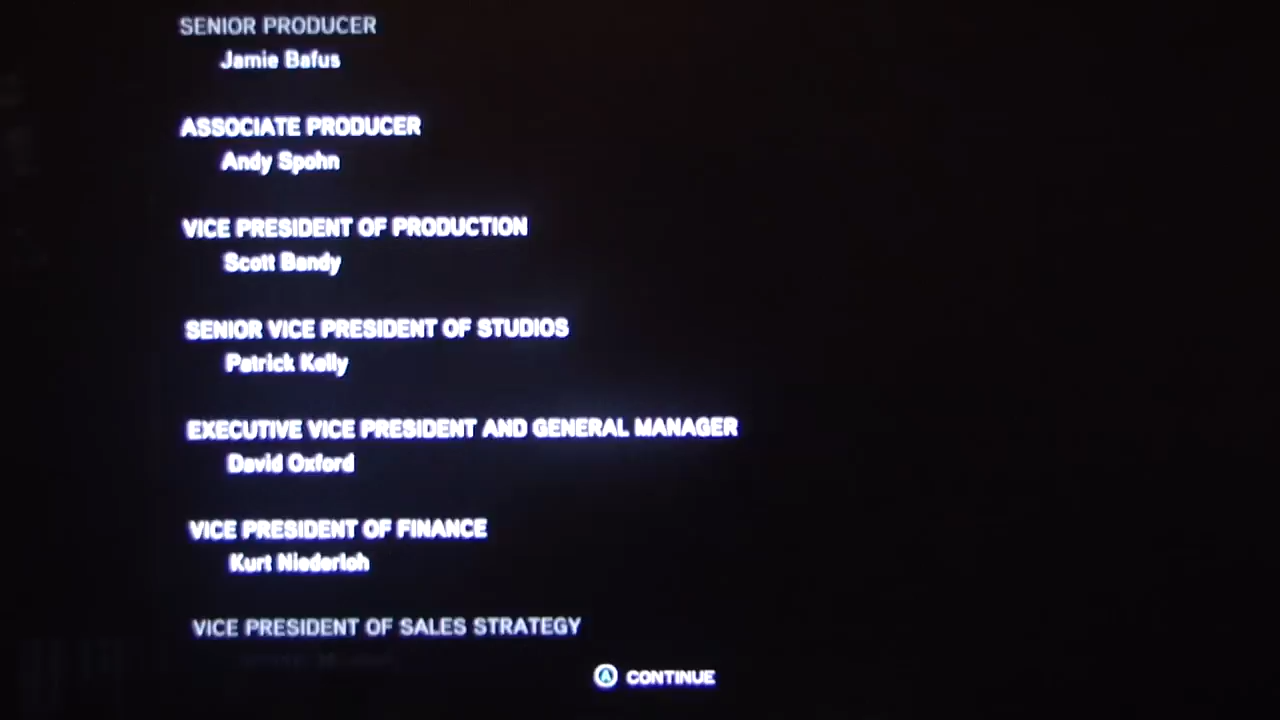 SENIOR PRODUCER
Jamie Bafus
ASSOCIATE PRODUCER
Andy Spohn
VICE PRESIDENT OF PRODUCTION
Scott Bandy
SENIOR VICE PRESIDENT OF STUDIOS
Patrick Kelly
EXECUTIVE VICE PRESIDENT AND GENERAL MANAGER
David Oxford
VICE PRESIDENT OF FINANCE
Kurt Niederloh
VICE PRESIDENT OF SALES STRATEGY
A CONTINUE